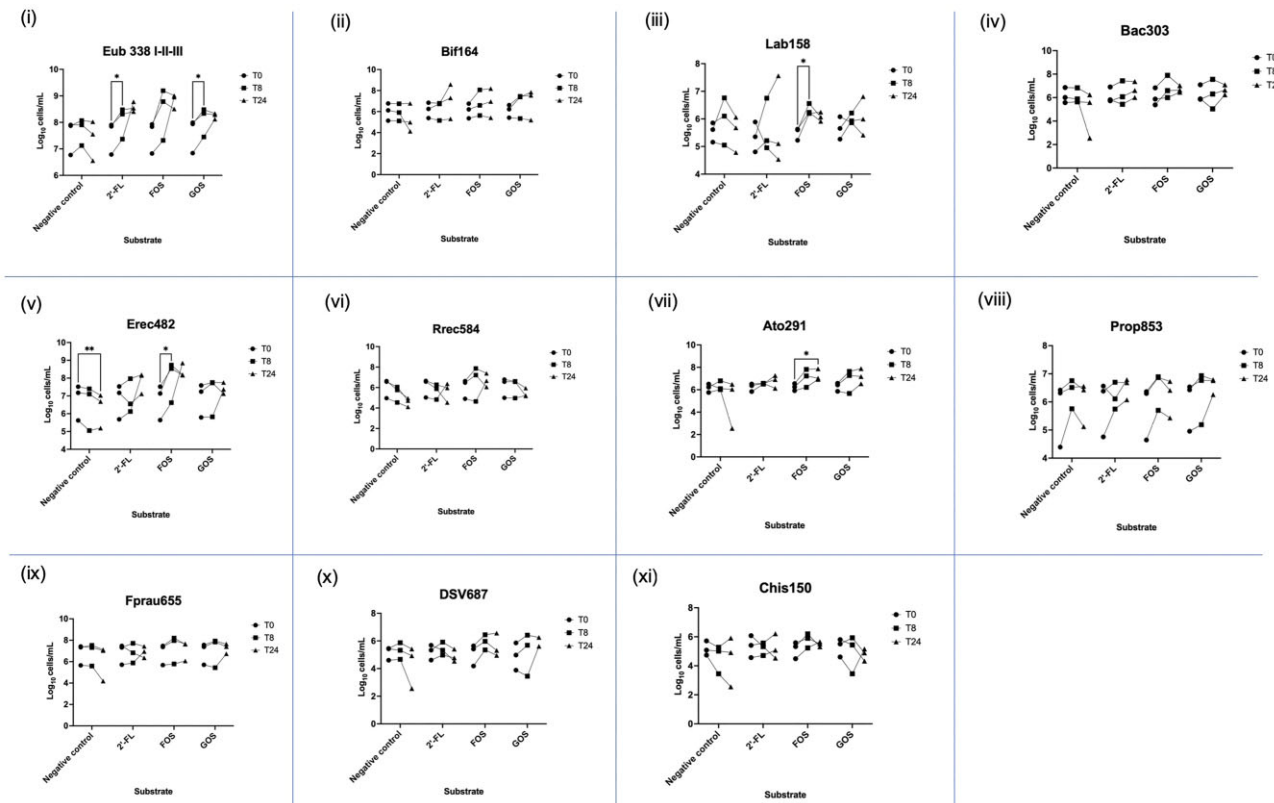 (i)
Eub 338 I-II-III
Log10 cells/mL
10
9
8
7
6
*
*
T0
T8
T24
Negative control
2'-FL
FOS
GOS
Substrate
(ii)
Bif164
Log10 cells/mL
10
8
6
4
2
0
T0
T8
T24
Negative control
2'-FL
FOS
GOS
Substrate
(iii)
Lab158
Log10 cells/mL
8
7
6
5
4
*
T0
T8
T24
Negative control
2'-FL
FOS
GOS
Substrate
(iv)
Bac303
Log10 cells/mL
10
8
6
4
2
0
T0
T8
T24
Negative control
2'-FL
FOS
GOS
Substrate
(v)
Erec482
Log10 cells/mL
10
9
8
7
6
5
4
**
*
T0
T8
T24
Negative control
2'-FL
FOS
GOS
Substrate
(vi)
Rrec584
Log10 cells/mL
10
8
6
4
2
0
T0
T8
T24
Negative control
2'-FL
FOS
GOS
Substrate
(vii)
Ato291
Log10 cells/mL
10
8
6
4
2
0
*
T0
T8
T24
Negative control
2'-FL
FOS
GOS
Substrate
(viii)
Prop853
Log10 cells/mL
8
7
6
5
4
T0
T8
T24
Negative control
2'-FL
FOS
GOS
Substrate
(ix)
Fprau655
Log10 cells/mL
10
8
6
4
2
0
T0
T8
T24
Negative control
2'-FL
FOS
GOS
Substrate
(x)
DSV687
Log10 cells/mL
8
6
4
2
0
T0
T8
T24
Negative control
2'-FL
FOS
GOS
Substrate
(xi)
Chis150
Log10 cells/mL
8
6
4
2
0
T0
T8
T24
Negative control
2'-FL
FOS
GOS
Substrate